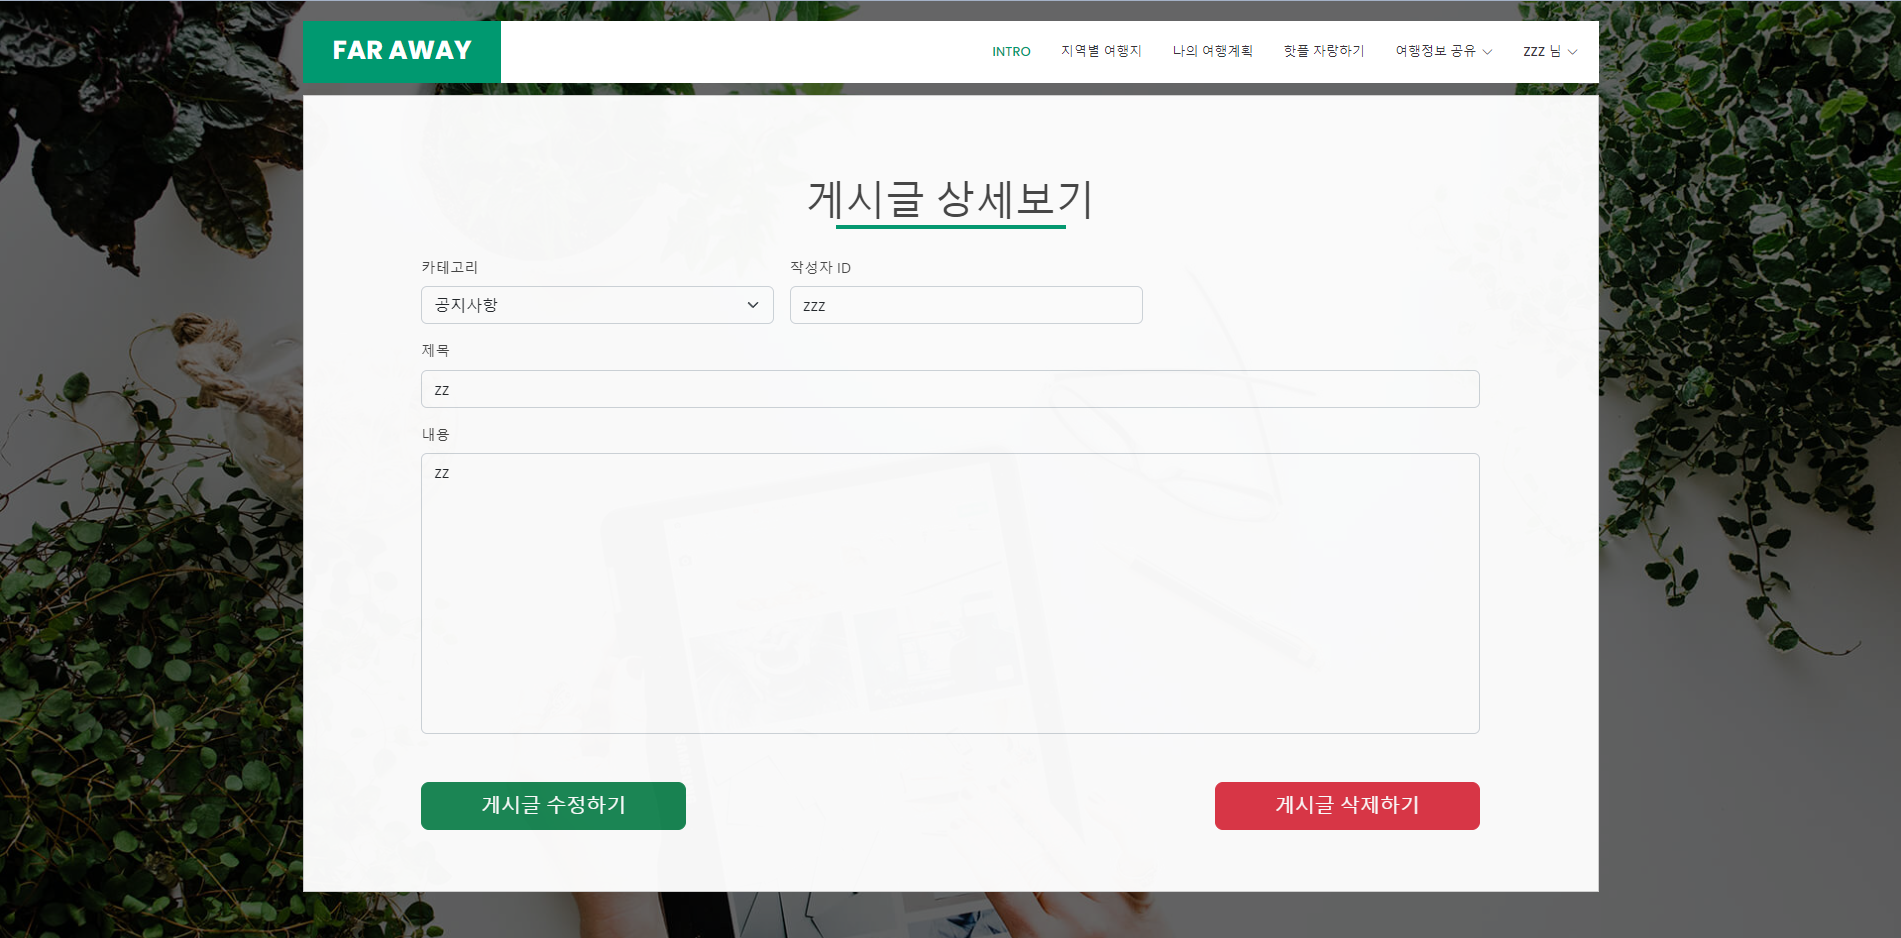 FAR AWAY
INTRO 지역별 여행지 나의 여행계획 핫플 자랑하기 여행정보 공유 zzz 님
게시글 상세보기
카테고리 작성자 ID
공지사항 zzz
제목
zz
내용
zz
게시글 수정하기 게시글 삭제하기